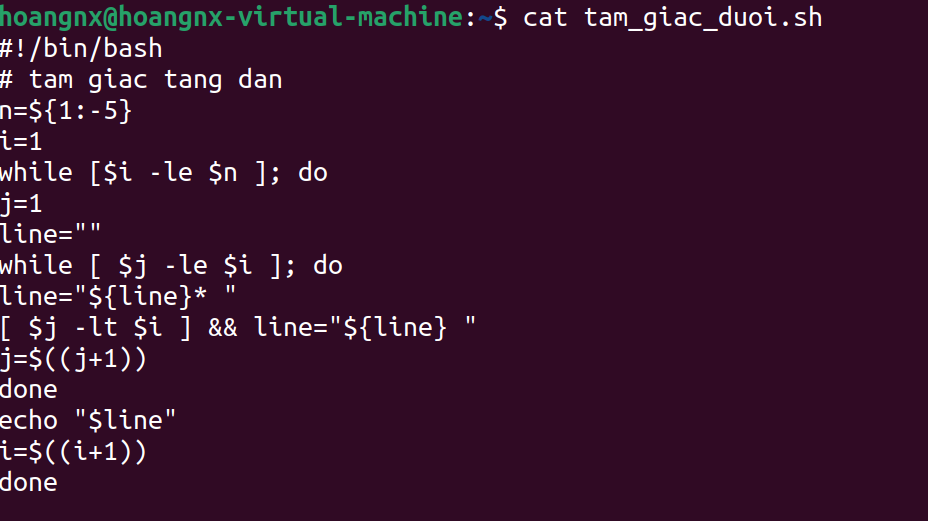 hoangnx@hoangnx-virtual-machine:~$ cat tam_giac_duoi.sh
#!/bin/bash
# tam giac tang dan
n=${1:-5}
i=1
while [$i -le $n ]; do
j=1
line=""
while [ $j -le $i ]; do
line="${line}* "
[ $j -lt $i ] && line="${line} "
j=$((j+1))
done
echo "$line"
i=$((i+1))
done